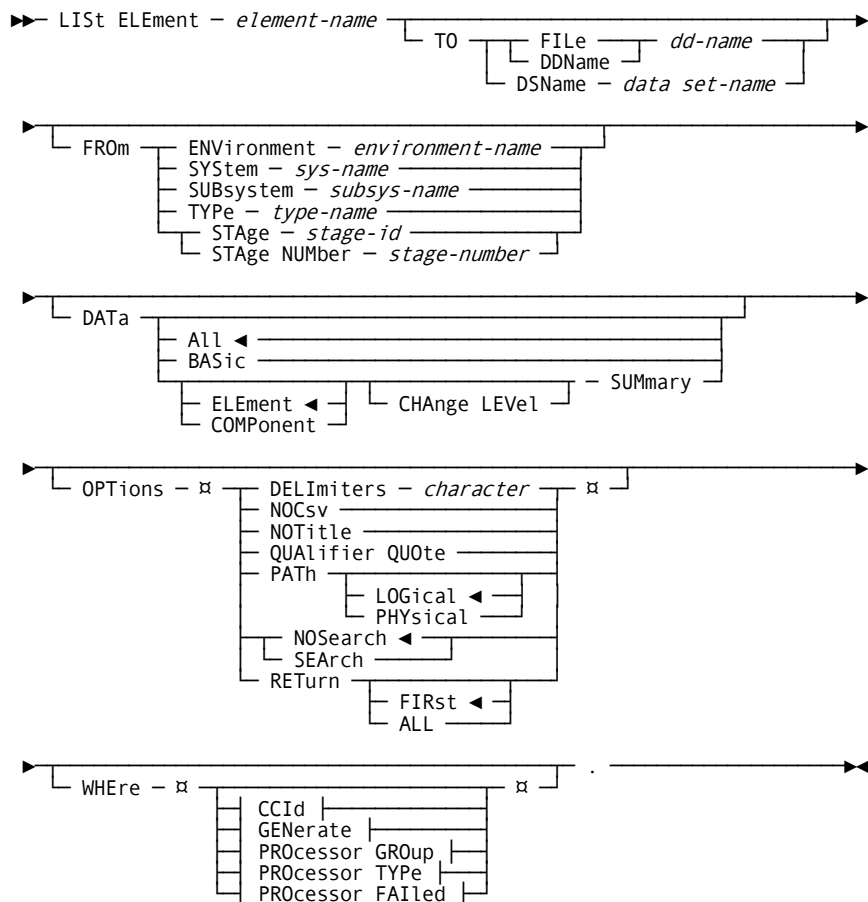 LISt ELEment — element-name
TO FILe dd-name
DDName
DSName — data set-name
FROm ENVironment — environment-name
SYStem — sys-name
SUBsystem — subsys-name
TYPe — type-name
STAge — stage-id
STAge NUMber — stage-number
DATa
All ◄
BASic
SUMmary
ELEment ◄ CHAnge LEVel
COMPonent
OPTions — ¤ DELImiters — character ¤
NOCsv
NOTitle
QUAlifier QUOte
PATh
LOGical ◄
PHYsical
NOSearch ◄
SEArch
RETurn
FIRst ◄
ALL
.
WHEre — ¤ ¤
CCId
GENerate
PROcessor GROup
PROcessor TYPe
PROcessor FAIled